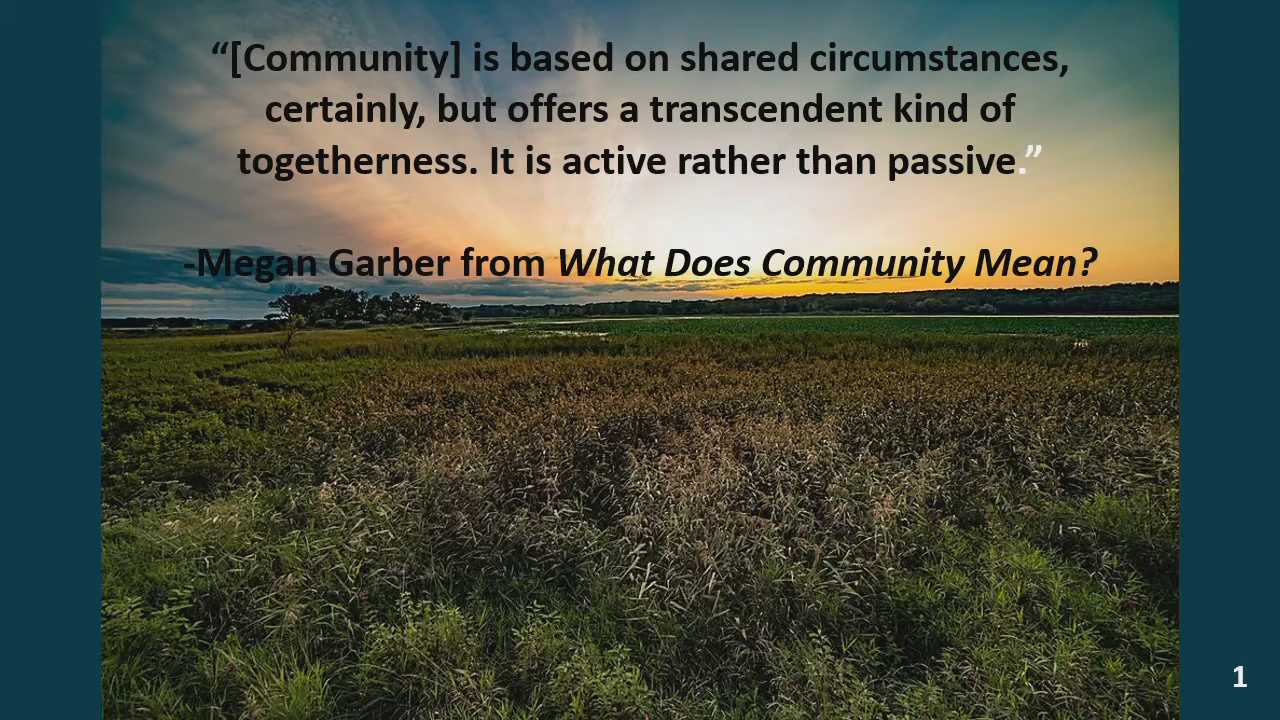 “[Community] is based on shared circumstances,
certainly, but offers a transcendent kind of
togetherness. It is active rather than passive.”
-Megan Garber from What Does Community Mean?
1